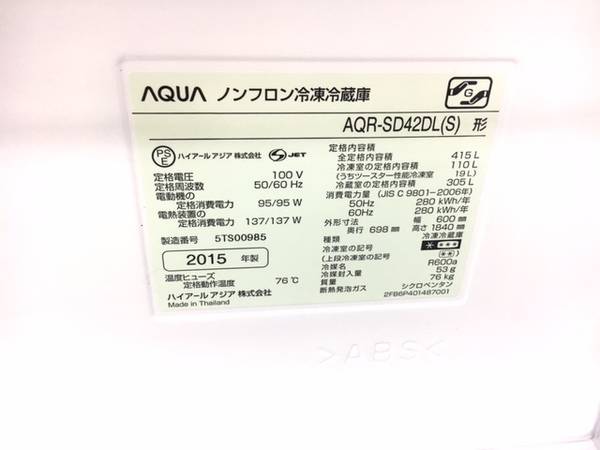 AQUA ノンフロン冷凍冷蔵庫
G
AQR-SD42DL(S) 形
PSE ハイアール アジア 株式会社 S JET
定格電圧 100 V
定格周波数 50/60 Hz
電動機の
定格消費電力 95/95 W
電熱装置の
定格消費電力 137/137 W
製造番号 5TS00985
2015 年製
温度ヒューズ
定格動作温度 76℃
ハイアール アジア 株式会社
Made in Thailand
定格内容積
全定格内容積 415 L
冷凍室の定格内容積 110 L
(うちツースター性能冷凍室 19 L)
冷蔵室の定格内容積 305 L
消費電力量 (JIS C 9801-2006年)
50Hz 280 kWh/年
60Hz 280 kWh/年
外形寸法 幅 600 mm
奥行 698 mm 高さ 1840 mm
種類 冷凍冷蔵庫
冷凍室の記号
(上段冷凍室の記号)
冷媒名 R600a
冷媒封入量 53 g
質量 76 kg
断熱発泡ガス シクロペンタン
2FB6P401487001
>ABS<